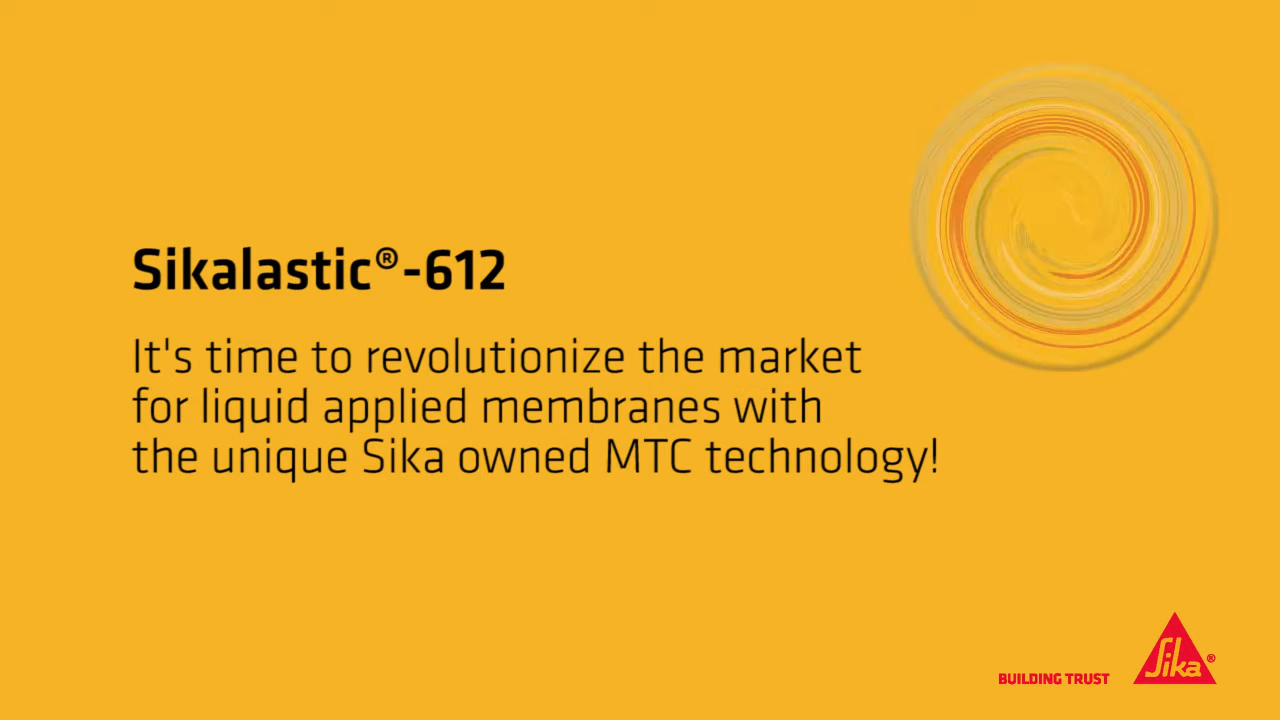 Sikalastic®-612
It's time to revolutionize the market
for liquid applied membranes with
the unique Sika owned MTC technology!
BUILDING TRUST
Sika®